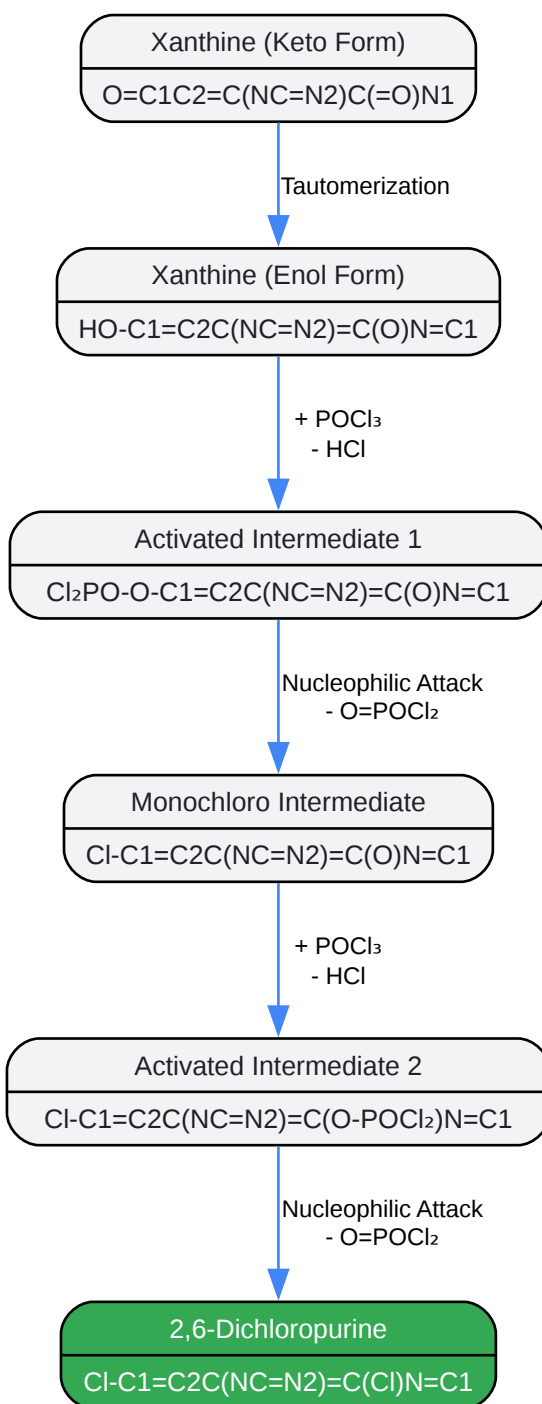 Xanthine (Keto Form)
O=C1C2=C(NC=N2)C(=O)N1
Tautomerization
Xanthine (Enol Form)
HO-C1=C2C(NC=N2)=C(O)N=C1
+ POCl₃
- HCl
Activated Intermediate 1
Cl₂PO-O-C1=C2C(NC=N2)=C(O)N=C1
Nucleophilic Attack
- O=POCl₂
Monochloro Intermediate
Cl-C1=C2C(NC=N2)=C(O)N=C1
+ POCl₃
- HCl
Activated Intermediate 2
Cl-C1=C2C(NC=N2)=C(O-POCl₂)N=C1
Nucleophilic Attack
- O=POCl₂
2,6-Dichloropurine
Cl-C1=C2C(NC=N2)=C(Cl)N=C1